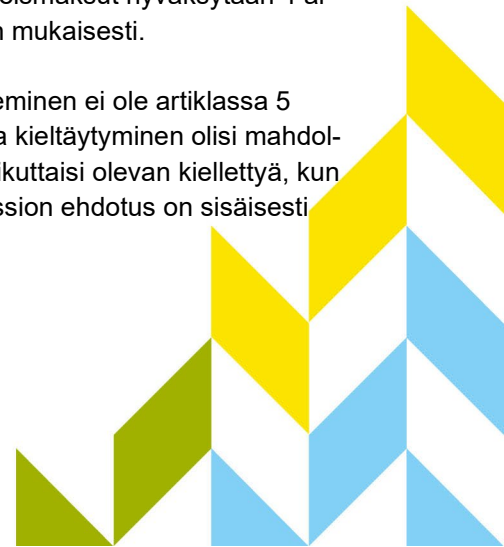 n mukaisesti.
eminen ei ole artiklassa 5
a kieltäytyminen olisi mahdol-
ikuttaisi olevan kiellettyä, kun
ssion ehdotus on sisäisesti